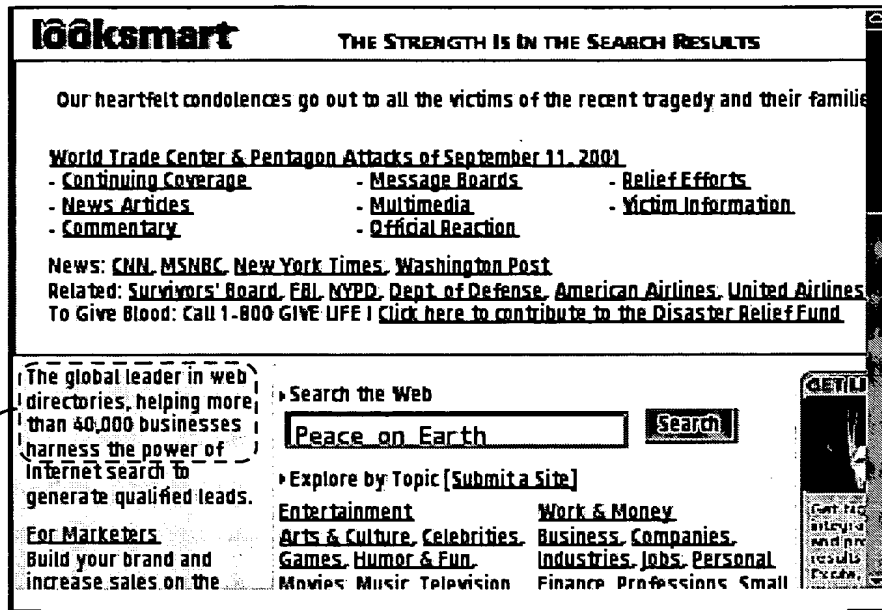 looksmart
THE STRENGTH IS IN THE SEARCH RESULTS
Our heartfelt condolences go out to all the victims of the recent tragedy and their familie
World Trade Center & Pentagon Attacks of September 11, 2001
- Continuing Coverage - Message Boards - Relief Efforts
- News Articles - Multimedia - Victim Information
- Commentary - Official Reaction
News: CNN, MSNBC, New York Times, Washington Post
Related: Survivors' Board, FBI, NYPD, Dept. of Defense, American Airlines, United Airlines
To Give Blood: Call 1-800 GIVE LIFE | Click here to contribute to the Disaster Relief Fund
The global leader in web
directories, helping more
than 40,000 businesses
harness the power of
Internet search to
generate qualified leads.
For Marketers
Build your brand and
increase sales on the
Search the Web
Peace on Earth
Search
Explore by Topic [Submit a Site]
Entertainment
Arts & Culture, Celebrities,
Games, Humor & Fun,
Movies Music Television
Work & Money
Business, Companies,
Industries, Jobs, Personal
Finance Professions Small
GET LI
and
results